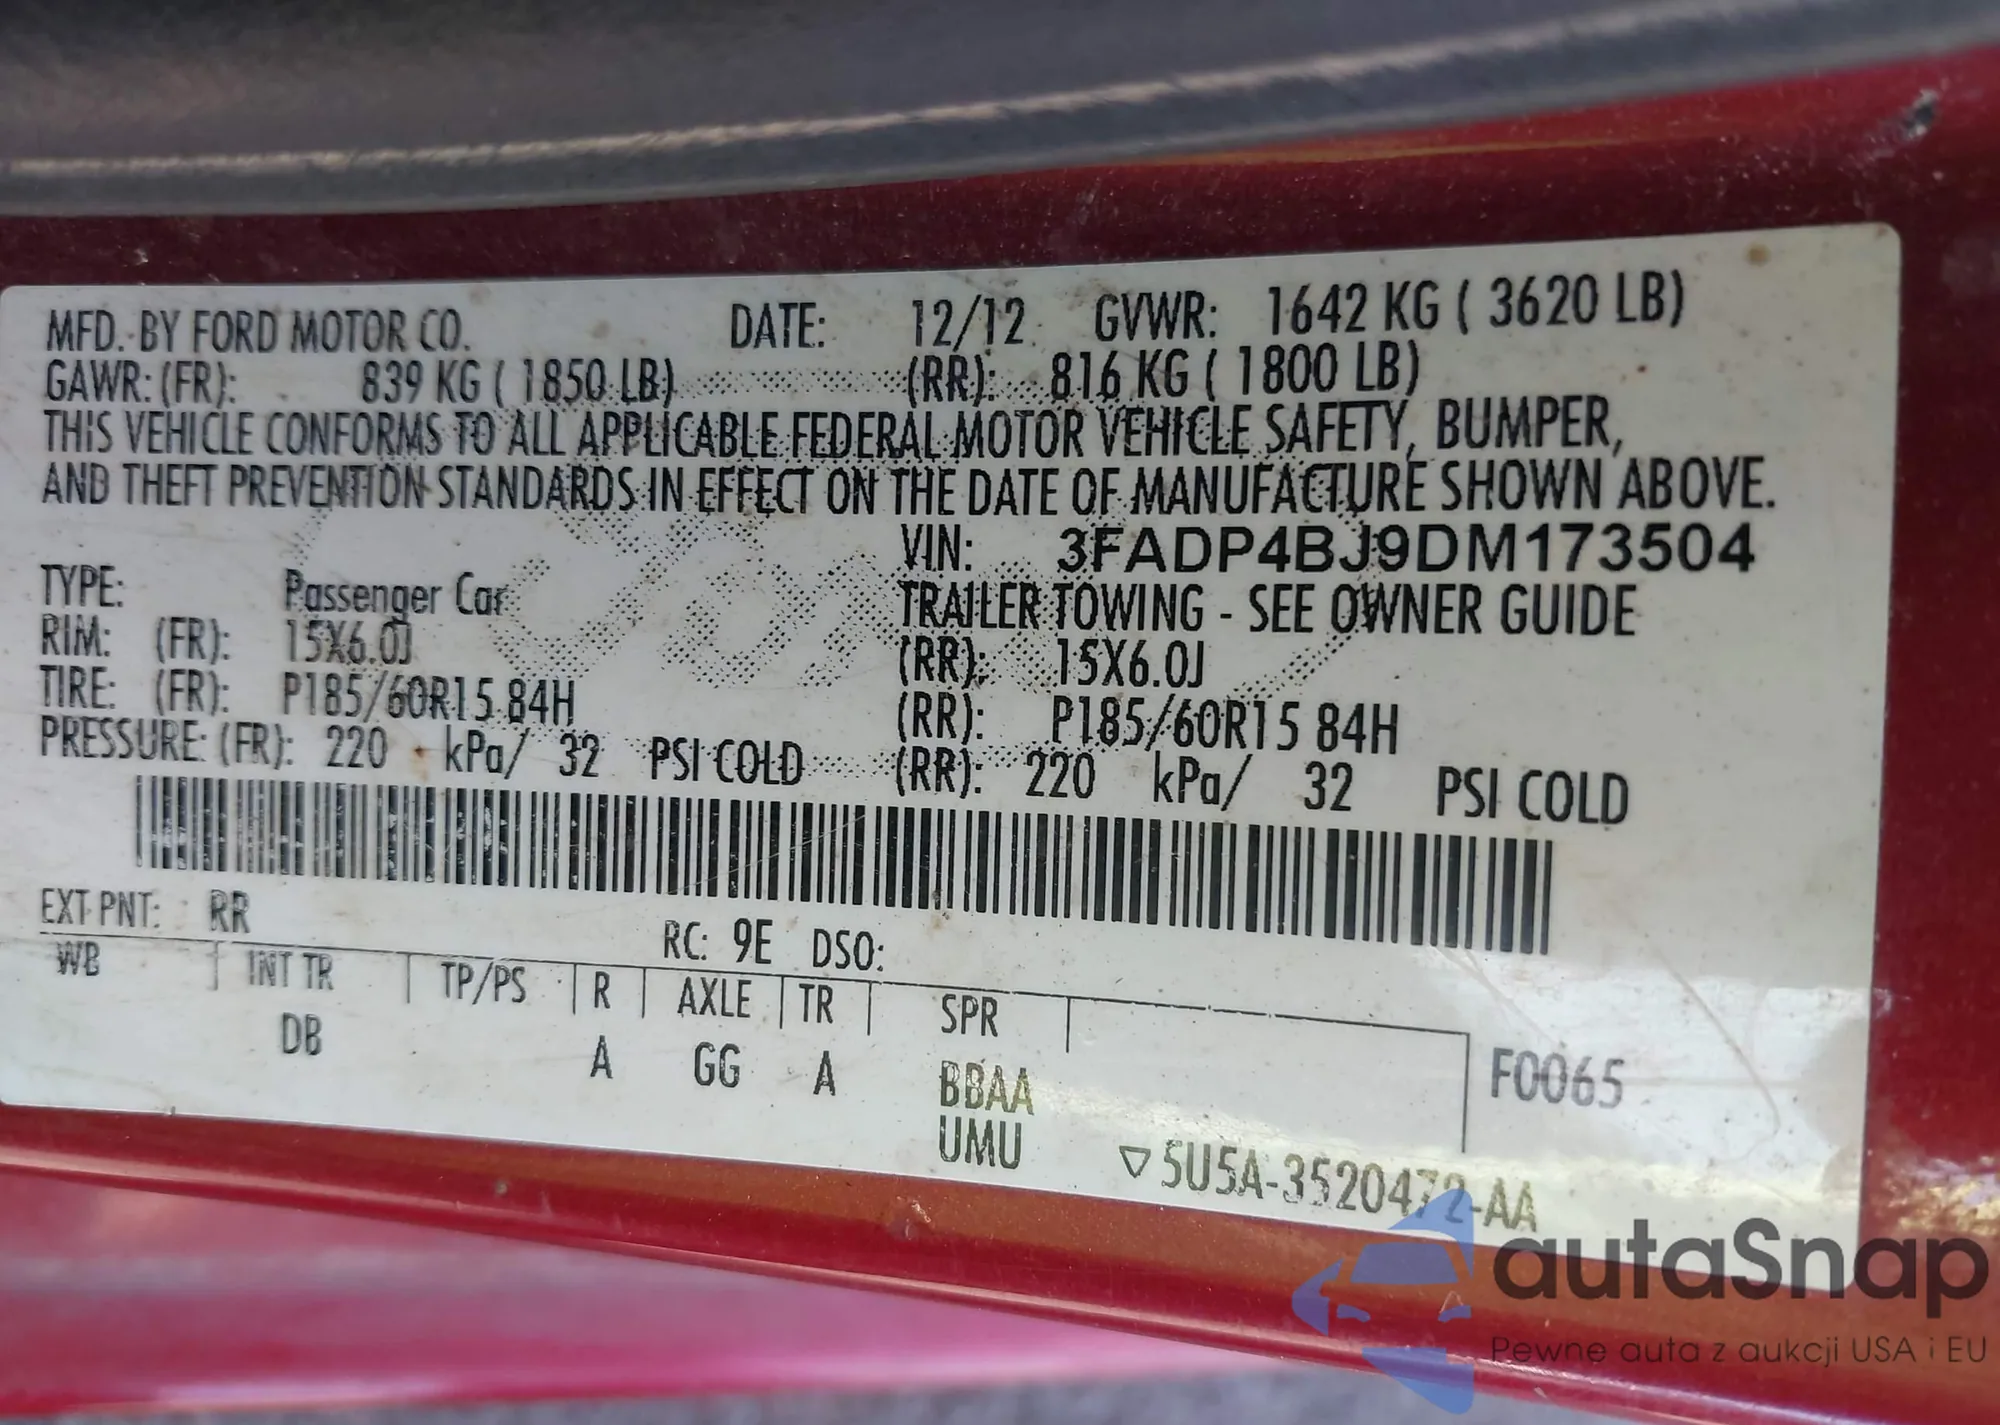 MFD. BY FORD MOTOR CO. DATE: 12/12 GVWR: 1642 KG ( 3620 LB)
GAWR: (FR): 839 KG ( 1850 LB) (RR): 816 KG ( 1800 LB)
THIS VEHICLE CONFORMS TO ALL APPLICABLE FEDERAL MOTOR VEHICLE SAFETY, BUMPER,
AND THEFT PREVENTION STANDARDS IN EFFECT ON THE DATE OF MANUFACTURE SHOWN ABOVE.
VIN: 3FADP4BJ9DM173504
TYPE: Passenger Car TRAILER TOWING - SEE OWNER GUIDE
RIM: (FR): 15X6.0J (RR): 15X6.0J
TIRE: (FR): P185/60R15 84H (RR): P185/60R15 84H
PRESSURE: (FR): 220 kPa/ 32 PSI COLD (RR): 220 kPa/ 32 PSI COLD
EXT PNT: RR RC: 9E DSO:
WB INT TR TP/PS R AXLE TR SPR
DB A GG A BBAA F0065
UMU ▽5U5A-3520472-AA
autaSnap
Pewne auta z aukcji USA i EU